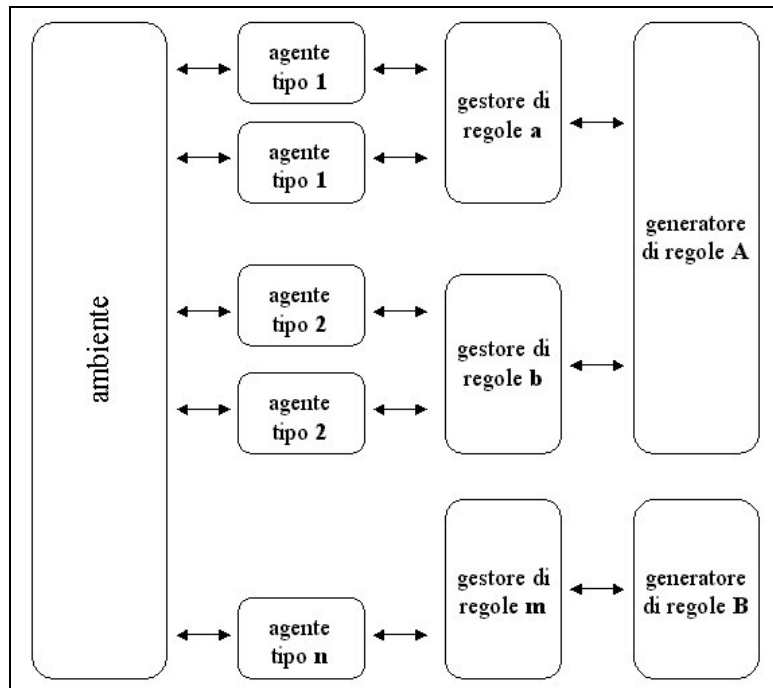 ambiente
agente
tipo 1
agente
tipo 1
gestore di
regole a
agente
tipo 2
agente
tipo 2
gestore di
regole b
generatore
di regole A
agente
tipo n
gestore di
regole m
generatore
di regole B